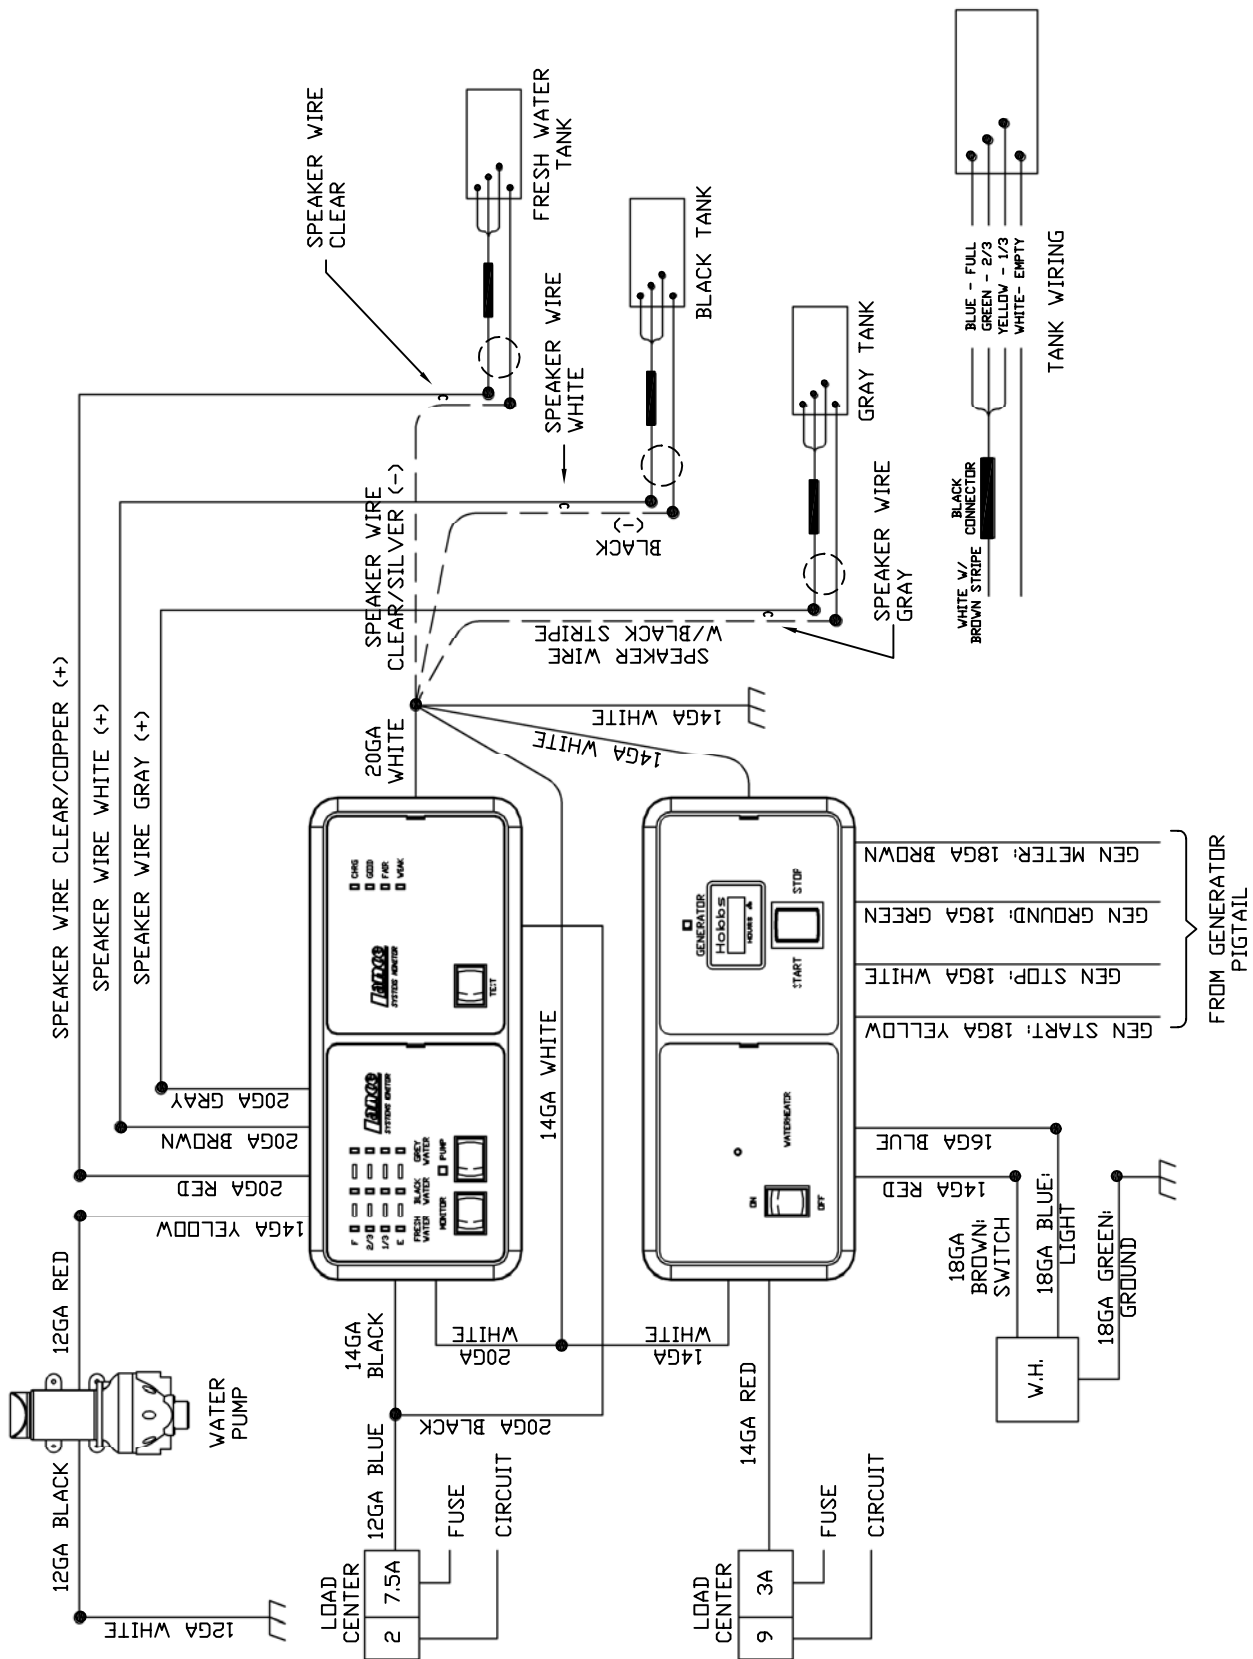 SPEAKER WIRE CLEAR/COPPER (+)
SPEAKER WIRE WHITE (+)
SPEAKER WIRE GRAY (+)
SPEAKER WIRE
CLEAR
FRESH WATER
TANK
SPEAKER WIRE
WHITE
BLACK TANK
SPEAKER WIRE
CLEAR/SILVER (-)
BLACK
(-)
GRAY TANK
SPEAKER WIRE
GRAY
SPEAKER WIRE
W/BLACK STRIPE
BLUE - FULL
GREEN - 2/3
YELLOW - 1/3
WHITE- EMPTY
TANK WIRING
BLACK
CONNECTOR
WHITE W/
BROWN STRIPE
C
C
C
20GA
WHITE
14GA WHITE
14GA WHITE
14GA WHITE
20GA GRAY
20GA BROWN
20GA RED
14GA YELLOW
12GA RED
WATER
PUMP
12GA BLACK
12GA WHITE
CHRG
GOOD
FAIR
WEAK
Lance
SYSTEMS MONITOR
TEST
Lance
SYSTEMS MONITOR
F
2/3
1/3
E
FRESH
WATER
BLACK
WATER
GREY
WATER
MONITOR
PUMP
14GA
BLACK
12GA BLUE
20GA BLACK
20GA
WHITE
14GA
WHITE
LOAD
CENTER
2
7.5A
FUSE
CIRCUIT
GENERATOR
Hobbs
HOURS
START
STOP
WATERHEATER
ON
OFF
GEN METER: 18GA BROWN
GEN GROUND: 18GA GREEN
GEN STOP: 18GA WHITE
GEN START: 18GA YELLOW
FROM GENERATOR
PIGTAIL
16GA BLUE
14GA RED
18GA
BROWN:
SWITCH
18GA BLUE:
LIGHT
18GA GREEN:
GROUND
W.H.
14GA RED
LOAD
CENTER
9
3A
FUSE
CIRCUIT